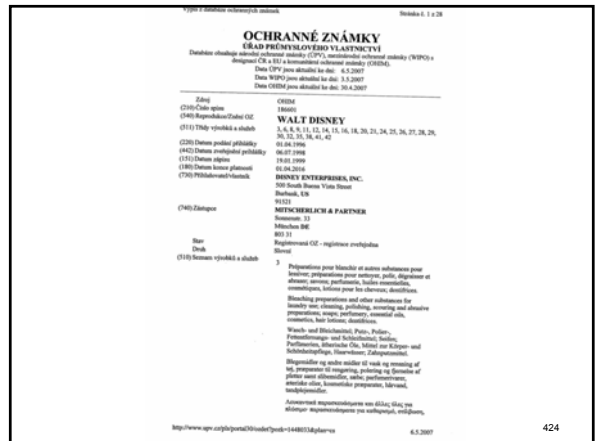 Výpis z databáze ochranných známek Stránka č. 1 z 28
OCHRANNÉ ZNÁMKY
ÚŘAD PRŮMYSLOVÉHO VLASTNICTVÍ
Databáze obsahuje národní ochranné známky (ÚPV), mezinárodní ochranné známky (WIPO) s
designací ČR a EU a komunitární ochranné známky (OHIM).
Data ÚPV jsou aktuální ke dni: 6.5.2007
Data WIPO jsou aktuální ke dni: 3.5.2007
Data OHIM jsou aktuální ke dni: 30.4.2007
Zdroj OHIM
(210) Číslo spisu 186601
(540) Reprodukce/Znění OZ WALT DISNEY
(511) Třídy výrobků a služeb 3, 6, 8, 9, 11, 12, 14, 15, 16, 18, 20, 21, 24, 25, 26, 27, 28, 29,
30, 32, 35, 38, 41, 42
(220) Datum podání přihlášky 01.04.1996
(442) Datum zveřejnění přihlášky 06.07.1998
(151) Datum zápisu 19.01.1999
(180) Datum konce platnosti 01.04.2016
(730) Přihlašovatel/vlastník DISNEY ENTERPRISES, INC.
500 South Buena Vista Street
Burbank, US
91521
(740) Zástupce MITSCHERLICH & PARTNER
Sonnenstr. 33
München DE
803 31
Stav Registrovaná OZ - registrace zveřejněna
Druh Slovní
(510) Seznam výrobků a služeb
3
Préparations pour blanchir et autres substances pour
lessiver; préparations pour nettoyer, polir, dégraisser et
abraser; savons; parfumerie, huiles essentielles,
cosmétiques, lotions pour les cheveux; dentifrices.
Bleaching preparations and other substances for
laundry use; cleaning, polishing, scouring and abrasive
preparations; soaps; perfumery, essential oils,
cosmetics, hair lotions; dentifrices.
Wasch- und Bleichmittel; Putz-, Polier-,
Fettentfernungs- und Schleifmittel; Seifen;
Parfümerien, ätherische Öle, Mittel zur Körper- und
Schönheitspflege, Haarwässer; Zahnputzmittel.
Blegemidler og andre midler til vask og rensning af
tøj, præparater til rengøring, polering og fjernelse af
pletter samt slibemidler, sæbe, parfumerivarer,
æteriske olier, kosmetiske præparater, hårvand,
tandplejemidler.
Λευκαντικά παρασκευάσματα και άλλες ύλες για
πλύσιμο· παρασκευάσματα για καθαρισμό, στίλβωση,
6.5.2007
424